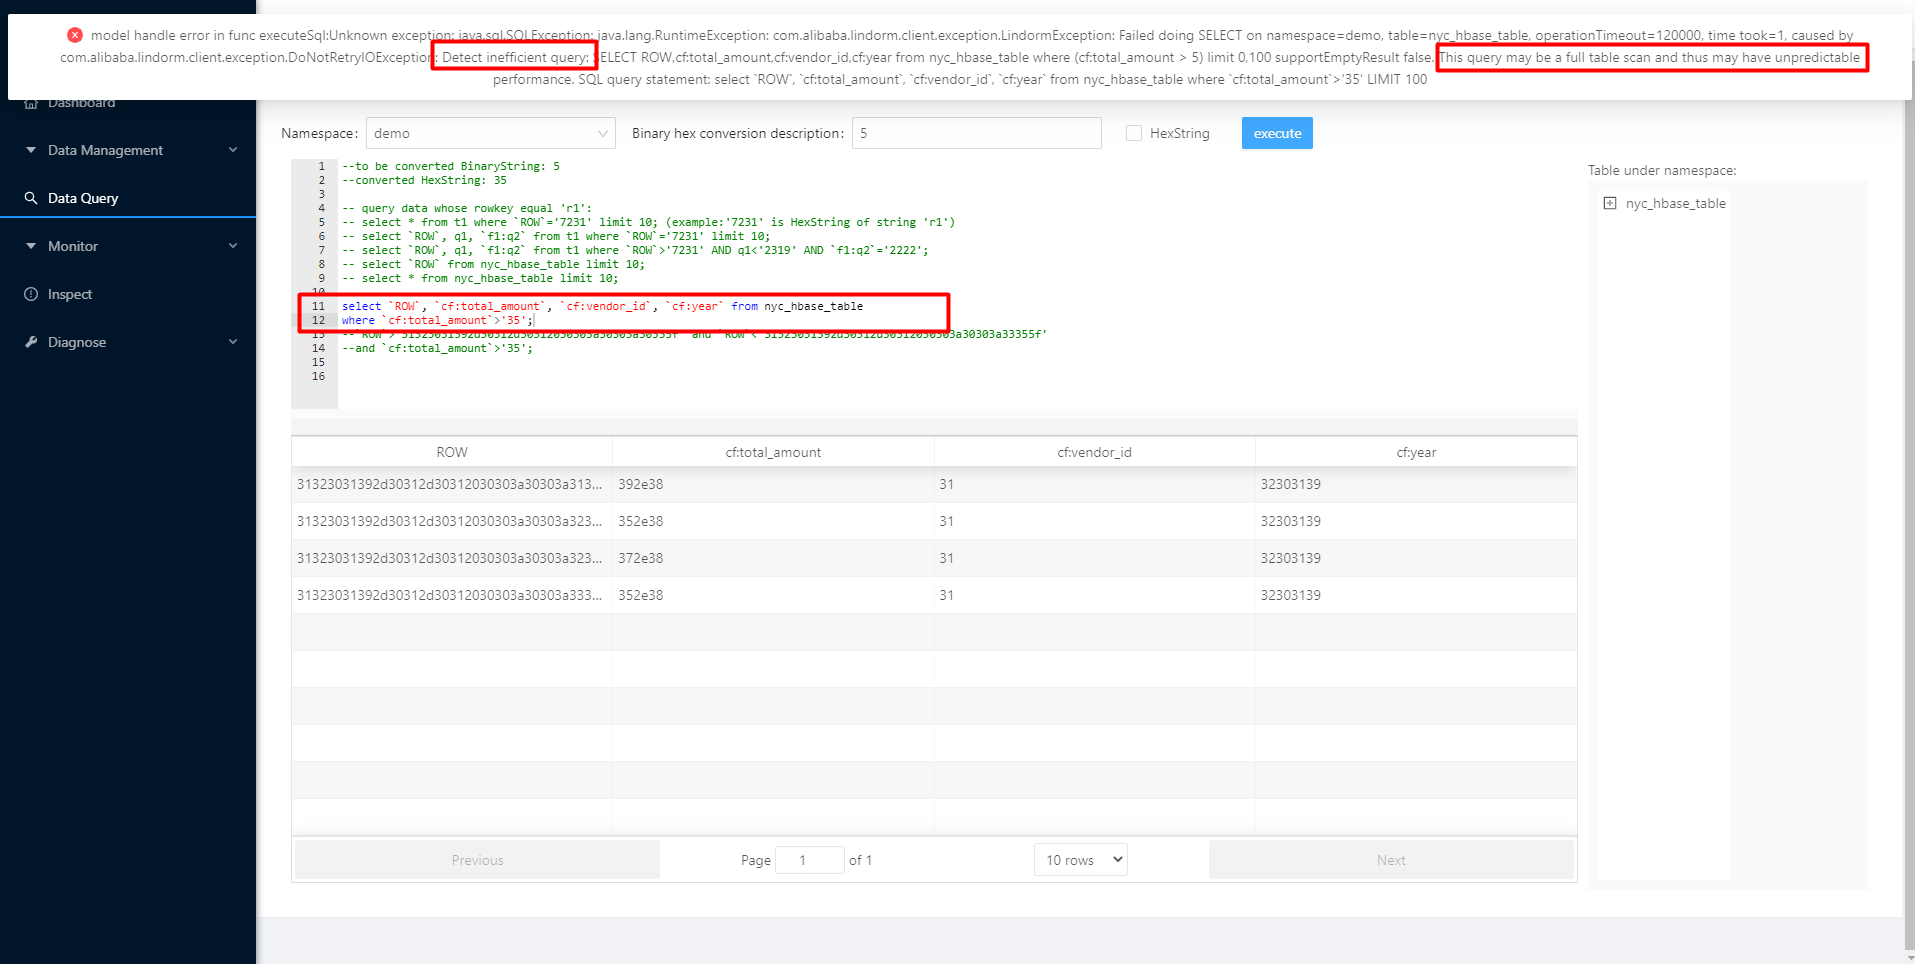 model handle error in func executeSql:Unknown exception: java.sql.SQLException: java.lang.RuntimeException: com.alibaba.lindorm.client.exception.LindormException: Failed doing SELECT on namespace=demo, table=nyc_hbase_table, operationTimeout=120000, time took=1, caused by
com.alibaba.lindorm.client.exception.DoNotRetryIOException: Detect inefficient query: SELECT ROW,cf:total_amount,cf:vendor_id,cf:year from nyc_hbase_table where (cf:total_amount > 5) limit 0,100 supportEmptyResult false. This query may be a full table scan and thus may have unpredictable
performance. SQL query statement: select `ROW`, `cf:total_amount`, `cf:vendor_id`, `cf:year` from nyc_hbase_table where `cf:total_amount`>'35' LIMIT 100
Dashboard
Data Management
Data Query
Monitor
Inspect
Diagnose
Namespace: demo Binary hex conversion description: 5 HexString execute
1 --to be converted BinaryString: 5
2 --converted HexString: 35
3
4 -- query data whose rowkey equal 'r1':
5 -- select * from t1 where `ROW`='7231' limit 10; (example:'7231' is HexString of string 'r1')
6 -- select `ROW`, q1, `f1:q2` from t1 where `ROW`='7231' limit 10;
7 -- select `ROW`, q1, `f1:q2` from t1 where `ROW`>'7231' AND q1<'2319' AND `f1:q2`='2222';
8 -- select `ROW` from nyc_hbase_table limit 10;
9 -- select * from nyc_hbase_table limit 10;
10
11 select `ROW`, `cf:total_amount`, `cf:vendor_id`, `cf:year` from nyc_hbase_table
12 where `cf:total_amount`>'35';
13
14 --and `cf:total_amount`>'35';
15
16
Table under namespace:
nyc_hbase_table
ROW cf:total_amount cf:vendor_id cf:year
31323031392d30312d30312030303a30303a313... 392e38 31 32303139
31323031392d30312d30312030303a30303a323... 352e38 31 32303139
31323031392d30312d30312030303a30303a323... 372e38 31 32303139
31323031392d30312d30312030303a30303a333... 352e38 31 32303139
Previous Page 1 of 1 10 rows Next